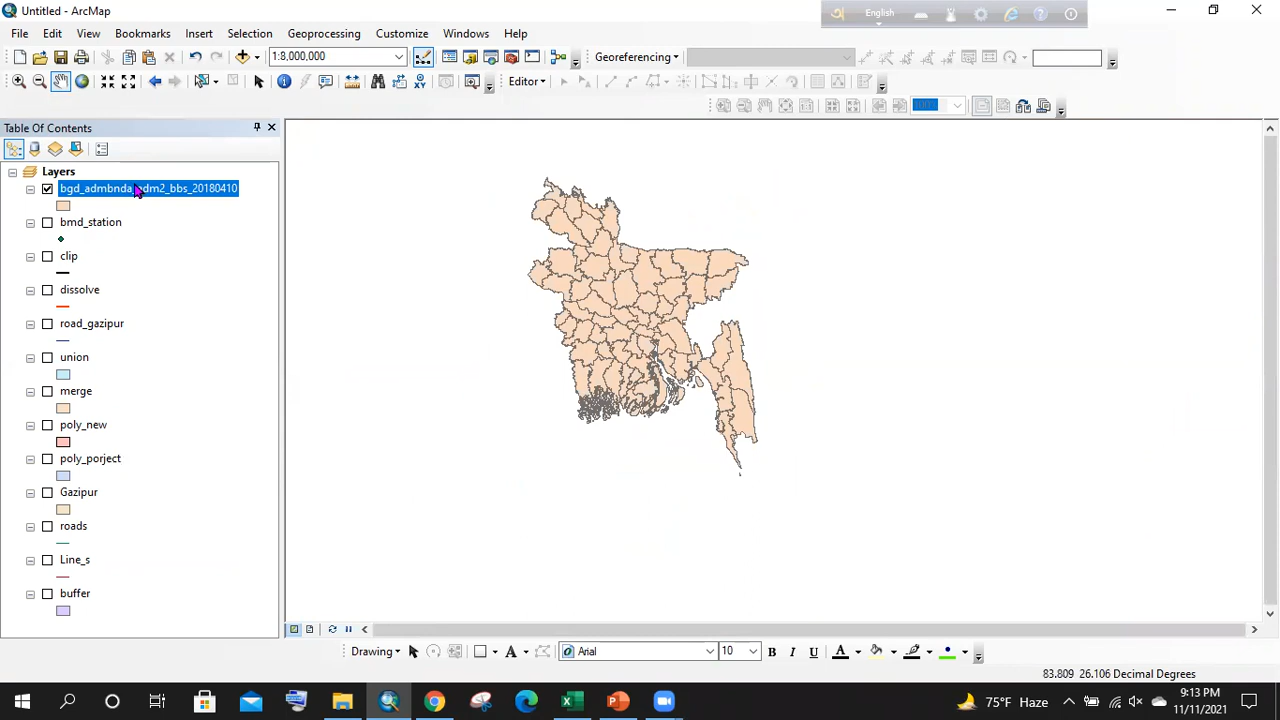 Untitled - ArcMap
English
File Edit View Bookmarks Insert Selection Geoprocessing Customize Windows Help
1:8,000,000
Georeferencing
Editor
100%
Table Of Contents
Layers
bgd_admbnda_adm2_bbs_20180410
bmd_station
clip
dissolve
road_gazipur
union
merge
poly_new
poly_porject
Gazipur
roads
Line_s
buffer
Drawing
A
Arial
10
B I U A
83.809 26.106 Decimal Degrees
75°F Haze
9:13 PM
11/11/2021